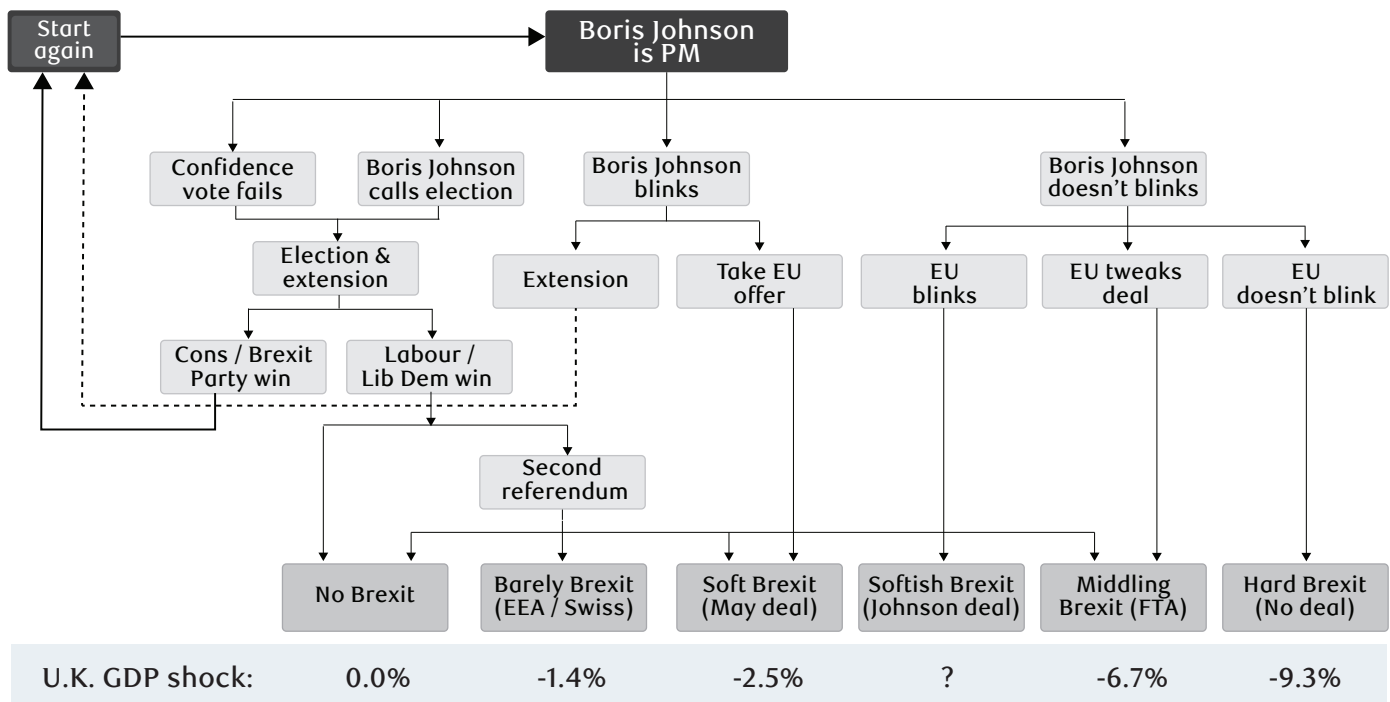 Start
again
Boris Johnson
is PM
Confidence
vote fails
Boris Johnson
calls election
Boris Johnson
blinks
Boris Johnson
doesn't blinks
Election &
extension
Extension
Take EU
offer
EU
blinks
EU tweaks
deal
EU
doesn't blink
Cons / Brexit
Party win
Labour /
Lib Dem win
Second
referendum
No Brexit
Barely Brexit
(EEA / Swiss)
Soft Brexit
(May deal)
Softish Brexit
(Johnson deal)
Middling
Brexit (FTA)
Hard Brexit
(No deal)
U.K. GDP shock: 0.0% -1.4% -2.5% ? -6.7% -9.3%